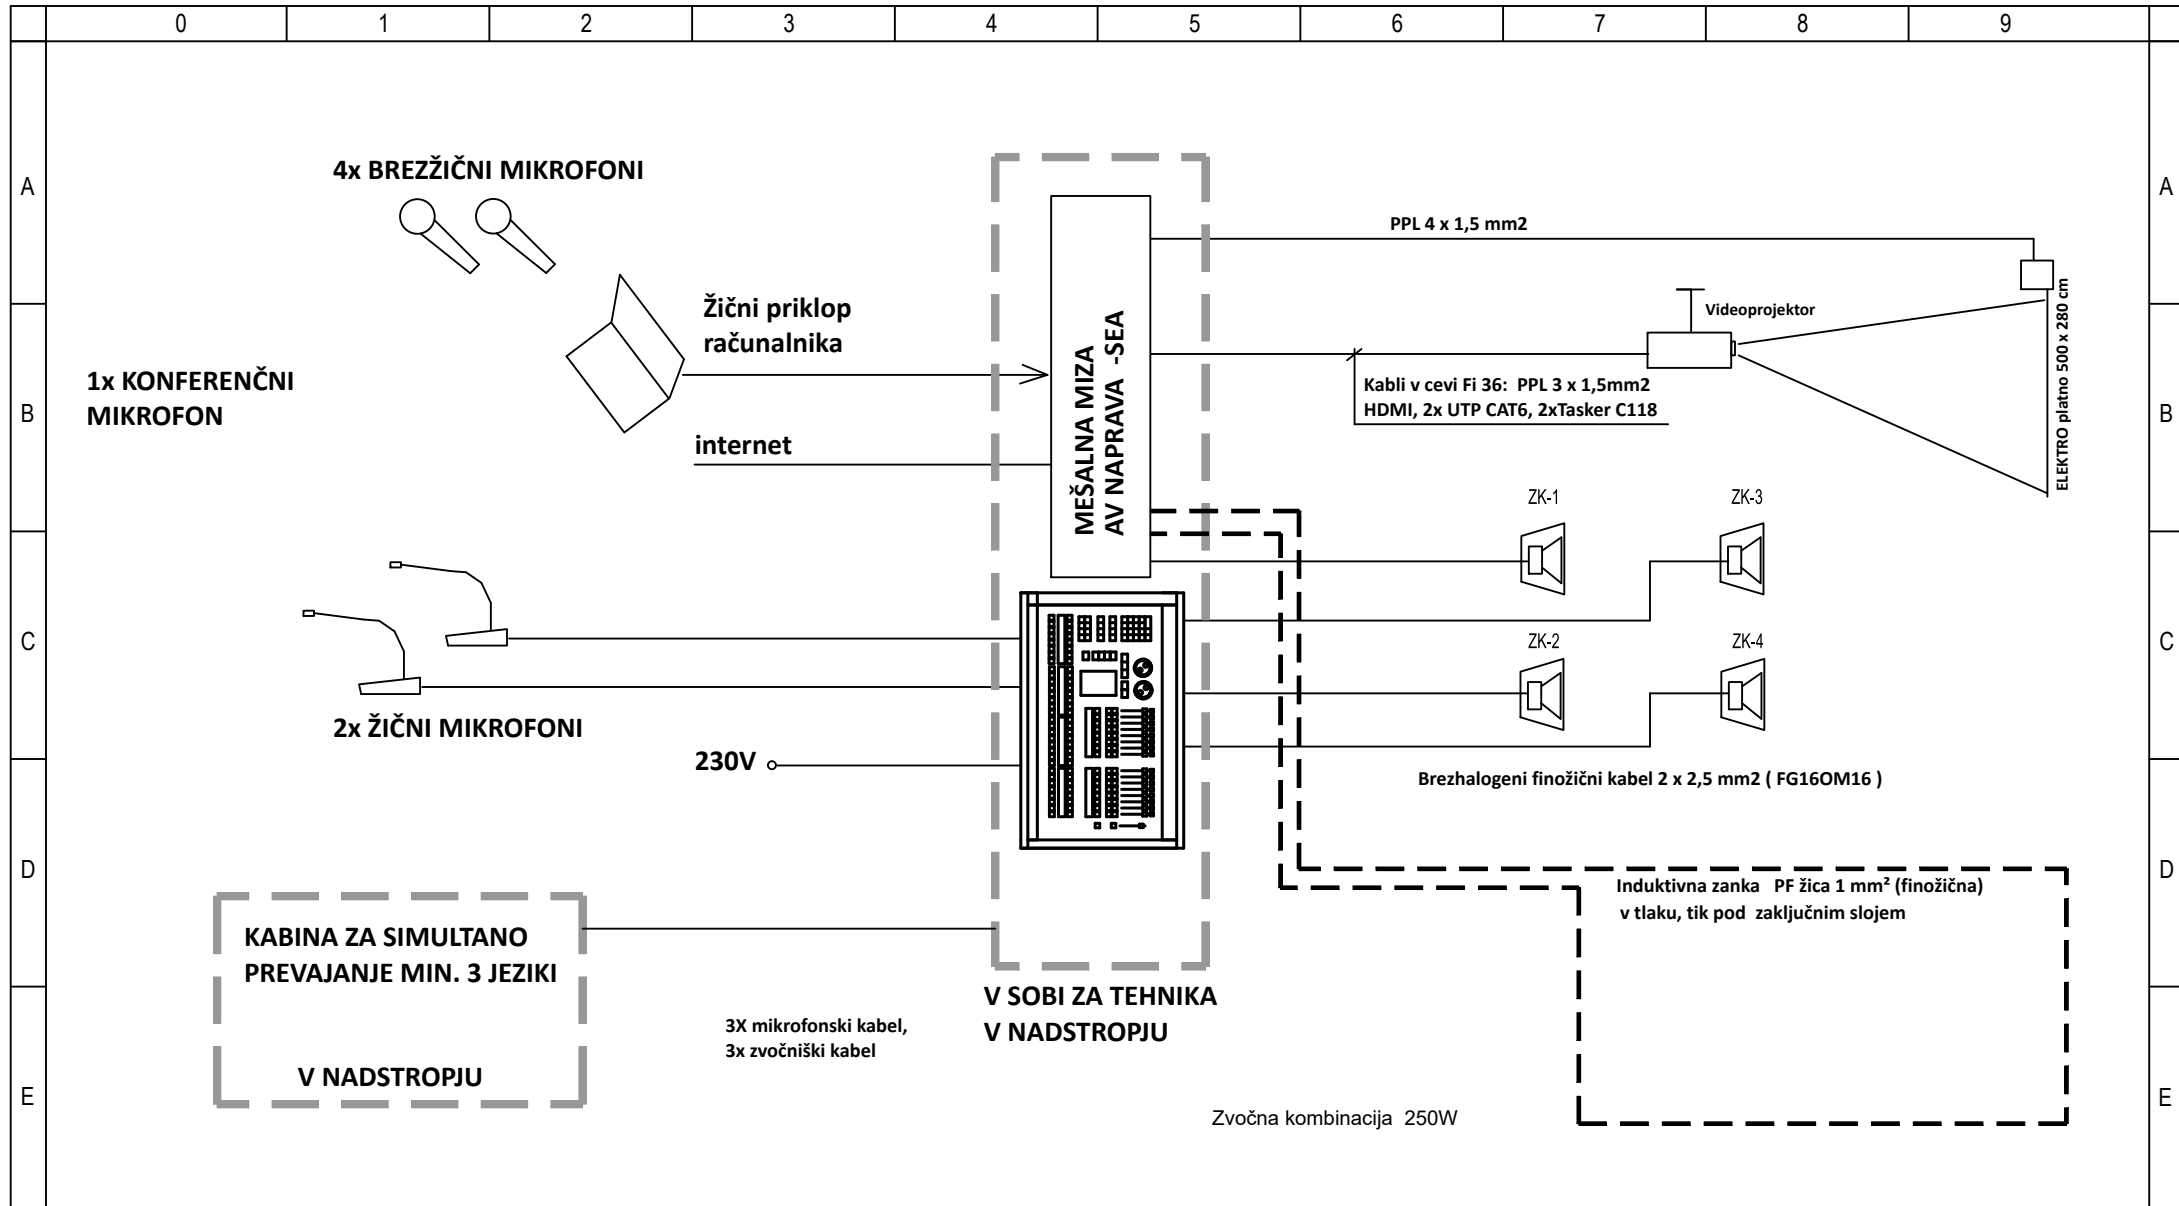 0 1 2 3 4 5 6 7 8 9
A A
4x BREZŽIČNI MIKROFONI
PPL 4 x 1,5 mm2
Žični priklop
računalnika
Videoprojektor
ELEKTRO platno 500 x 280 cm
MEŠALNA MIZA
AV NAPRAVA -SEA
1x KONFERENČNI
MIKROFON
B B
Kabli v cevi Fi 36: PPL 3 x 1,5mm2
HDMI, 2x UTP CAT6, 2xTasker C118
internet
ZK-1 ZK-3
C C
ZK-2 ZK-4
2x ŽIČNI MIKROFONI
230V
Brezhalogeni finožični kabel 2 x 2,5 mm2 ( FG16OM16 )
D D
Induktivna zanka PF žica 1 mm² (finožična)
v tlaku, tik pod zaključnim slojem
KABINA ZA SIMULTANO
PREVAJANJE MIN. 3 JEZIKI
V NADSTROPJU
V SOBI ZA TEHNIKA
V NADSTROPJU
3X mikrofonski kabel,
3x zvočniški kabel
E E
Zvočna kombinacija 250W